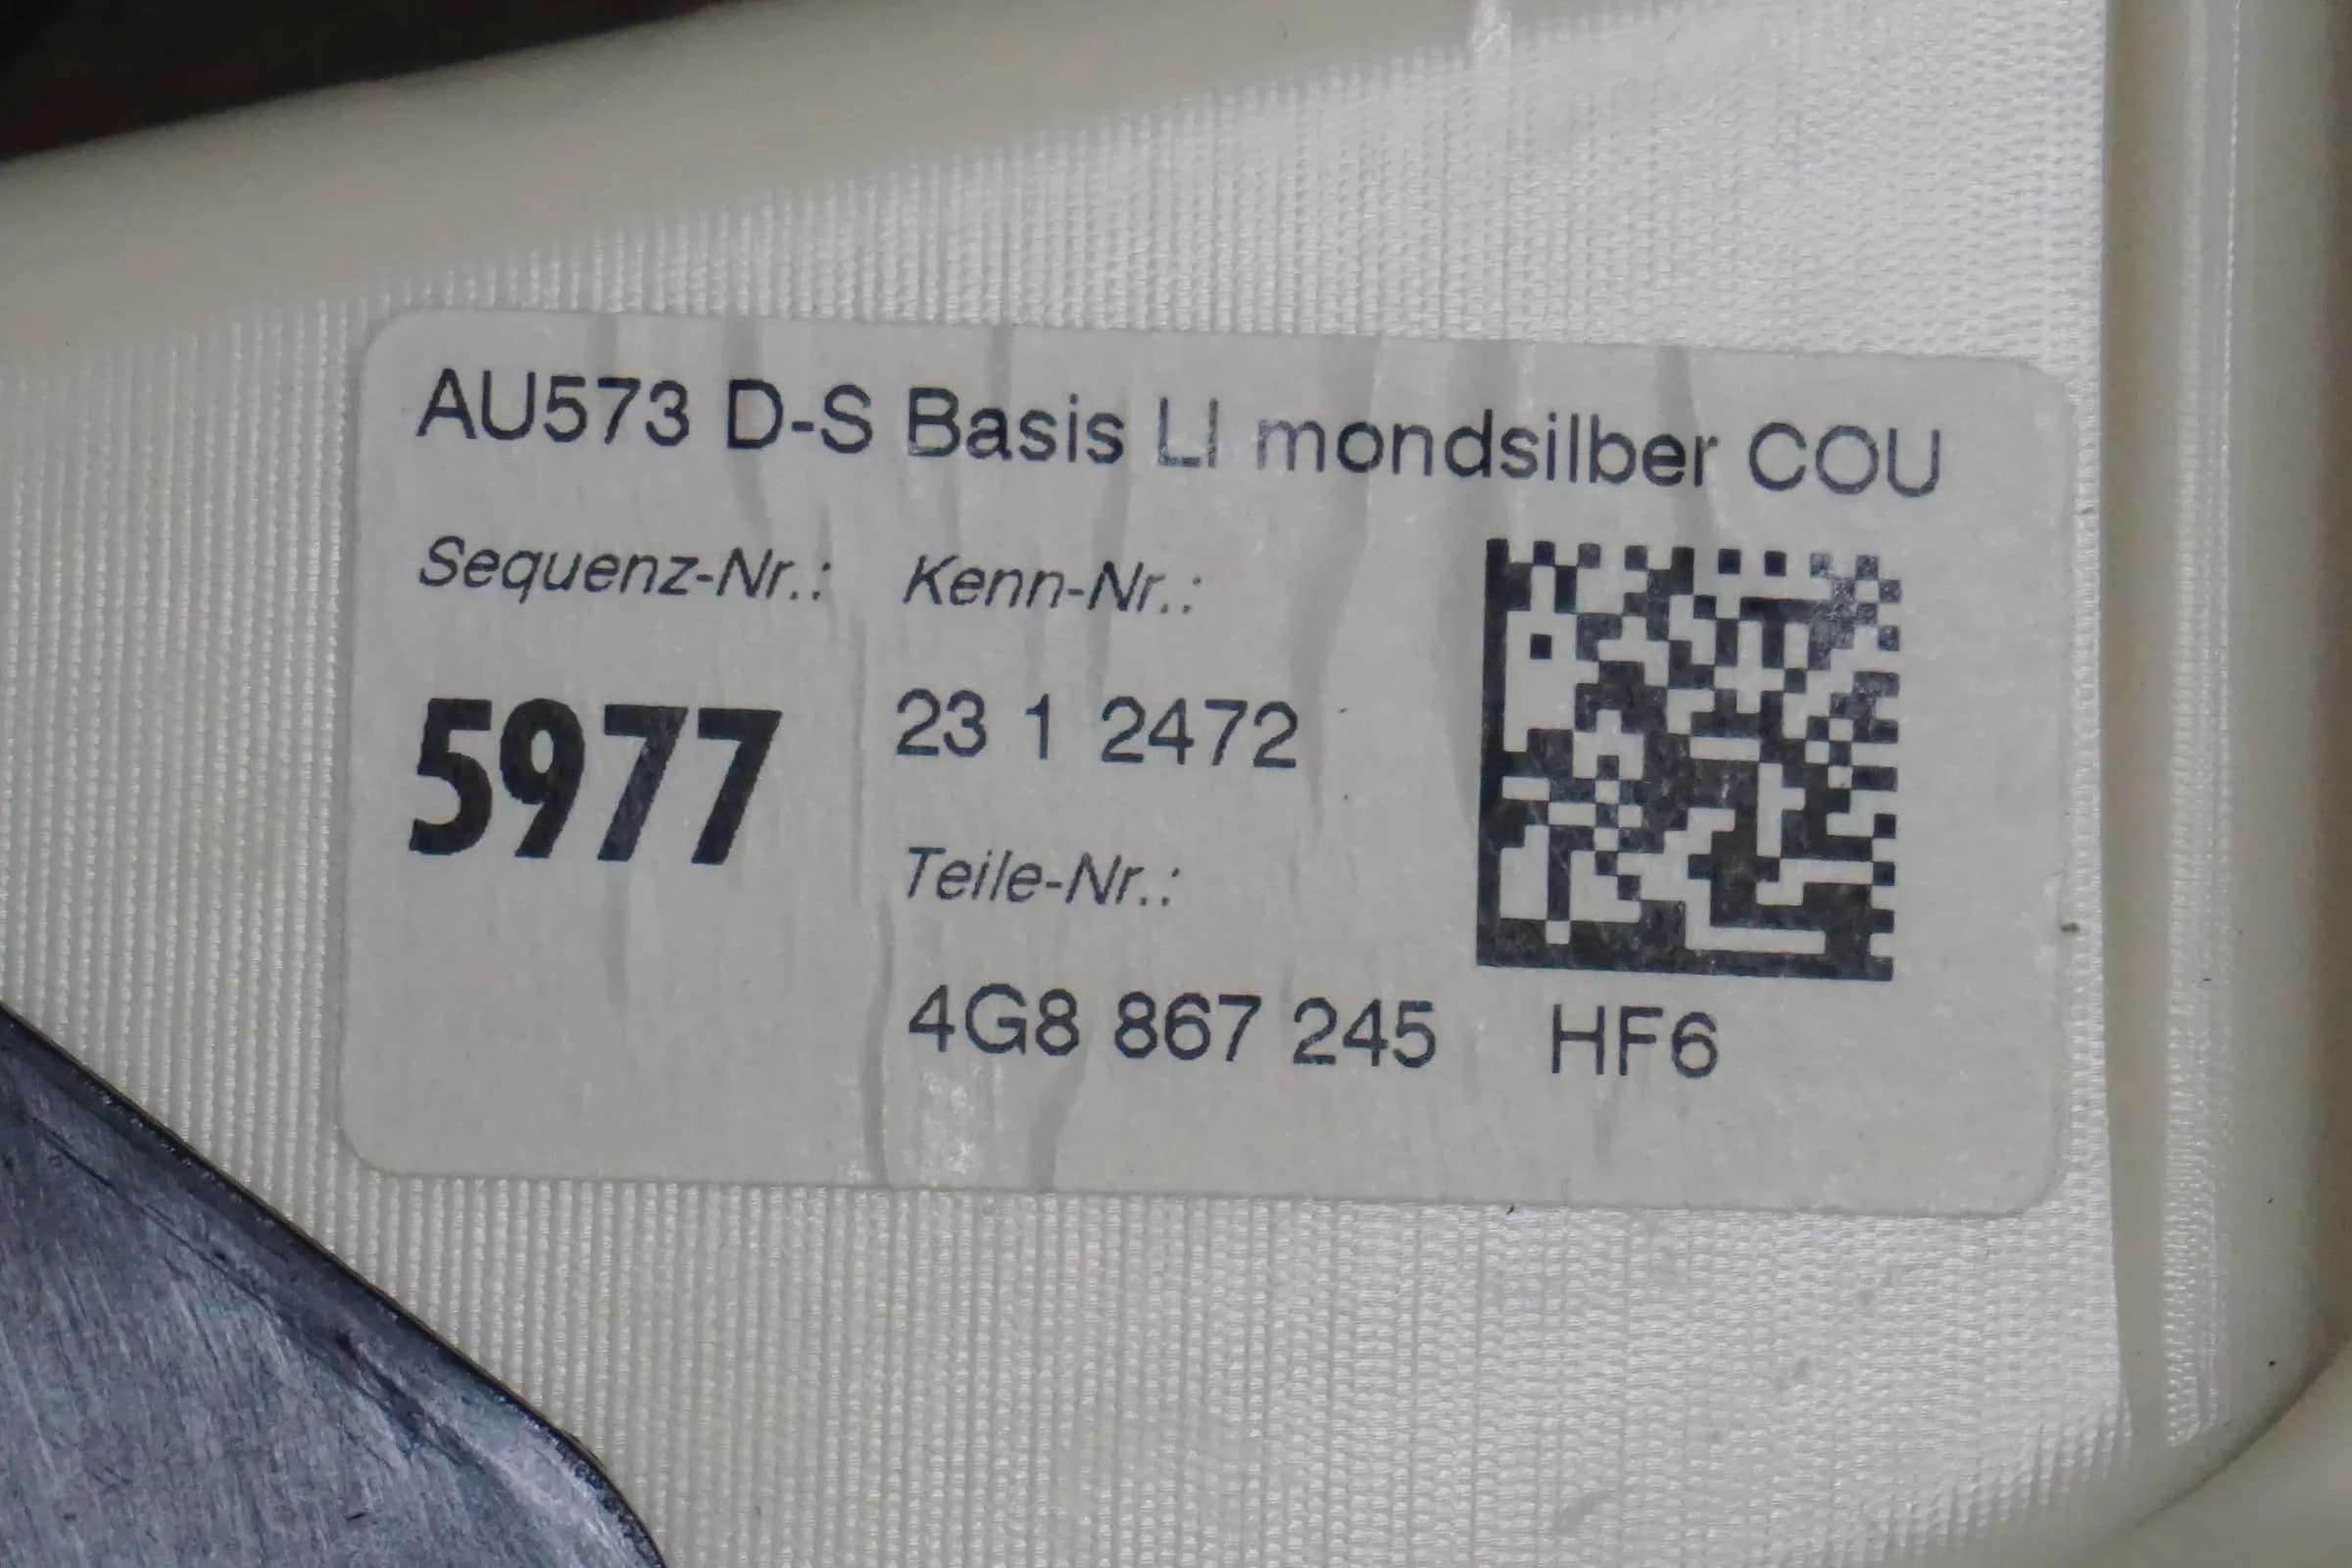 AU573 D-S Basis LI mondsilber COU
Sequenz-Nr.: Kenn-Nr.:
5977 23 1 2472
Teile-Nr.:
4G8 867 245 HF6